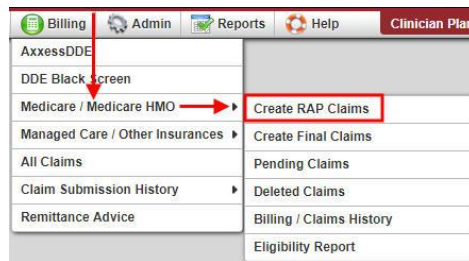 Billing Admin Reports Help Clinician Plan
AxxessDDE
DDE Black Screen
Medicare / Medicare HMO
Managed Care / Other Insurances
All Claims
Claim Submission History
Remittance Advice
Create RAP Claims
Create Final Claims
Pending Claims
Deleted Claims
Billing / Claims History
Eligibility Report